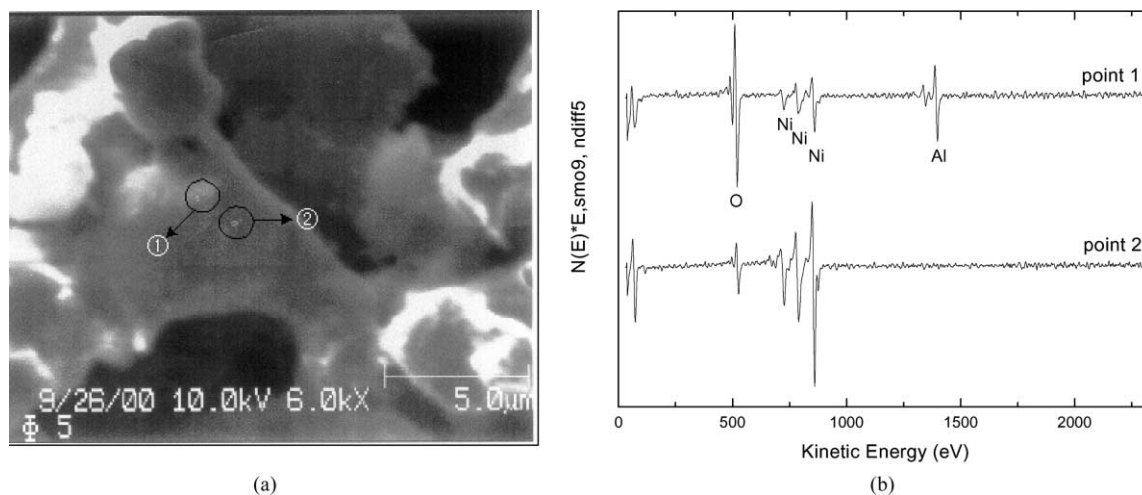 ①
②
9/26/00 10.0kV 6.0kX 5.0µm
Φ 5
(a)
N(E)*E,smo9, ndiff5
point 1
Ni
Ni
Ni
Al
O
point 2
0 500 1000 1500 2000
Kinetic Energy (eV)
(b)